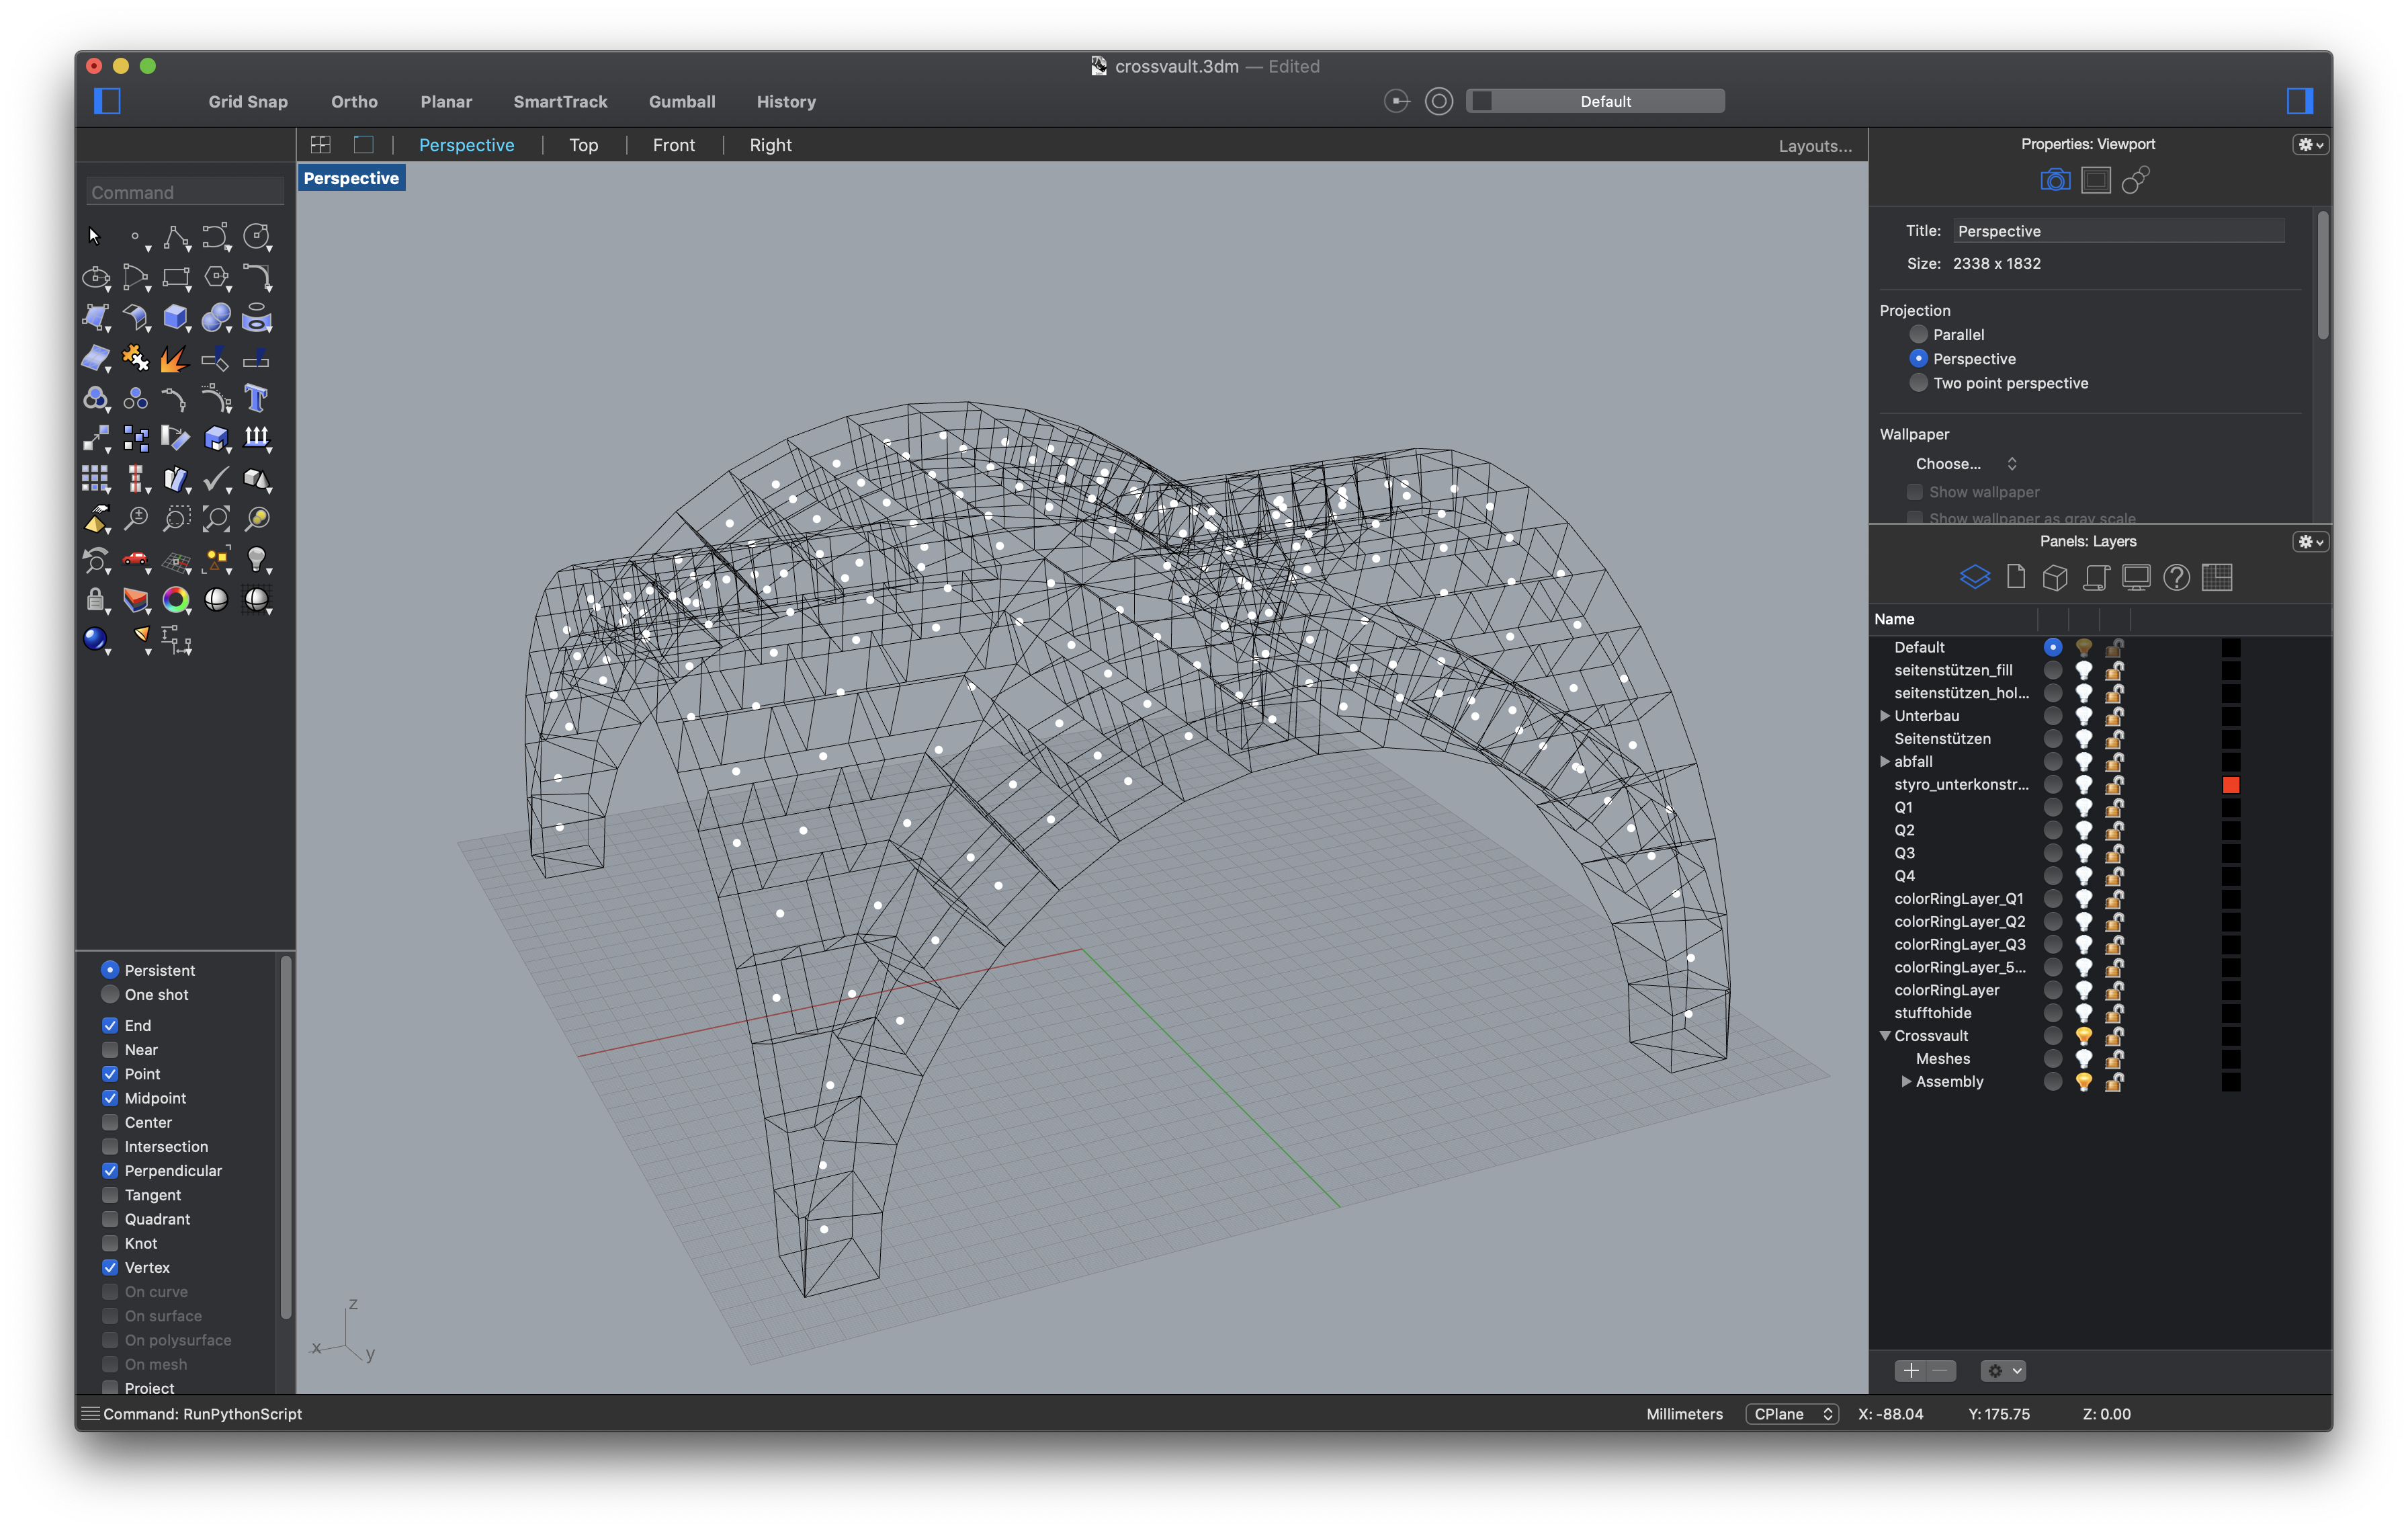 crossvault.3dm — Edited
Grid Snap Ortho Planar SmartTrack Gumball History Default
Perspective Top Front Right Layouts...
Perspective
Command
Persistent
One shot
End
Near
Point
Midpoint
Center
Intersection
Perpendicular
Tangent
Quadrant
Knot
Vertex
On curve
On surface
On polysurface
On mesh
Project
z
x
y
Properties: Viewport
Title: Perspective
Size: 2338 x 1832
Projection
Parallel
Perspective
Two point perspective
Wallpaper
Choose...
Show wallpaper
Show wallpaper as gray scale
Panels: Layers
Name
Default
seitenstützen_fill
seitenstützen_hol...
Unterbau
Seitenstützen
abfall
styro_unterkonstr...
Q1
Q2
Q3
Q4
colorRingLayer_Q1
colorRingLayer_Q2
colorRingLayer_Q3
colorRingLayer_5...
colorRingLayer
stufftohide
Crossvault
Meshes
Assembly
Command: RunPythonScript
Millimeters CPlane X: -88.04 Y: 175.75 Z: 0.00